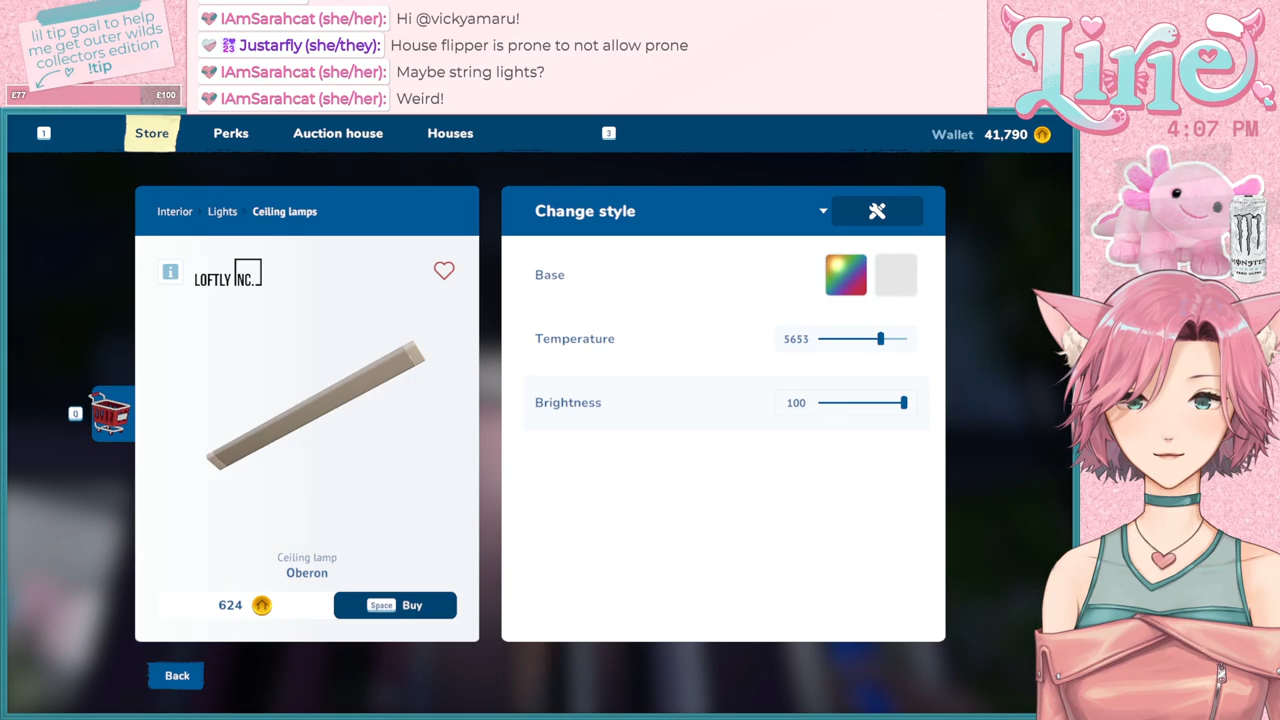 lil tip goal to help
me get outer wilds
collectors edition
!tip
£77
£100
IAmSarahcat (she/her): Hi @vickyamaru!
2023 Justarfly (she/they): House flipper is prone to not allow prone
IAmSarahcat (she/her): Maybe string lights?
IAmSarahcat (she/her): Weird!
Lirie
4:07 PM
1
Store
Perks
Auction house
Houses
3
Wallet 41,790
Interior Lights Ceiling lamps
LOFTLY INC.
Q
Ceiling lamp
Oberon
624
Space Buy
Back
Change style
Base
Temperature 5653
Brightness 100
MONSTER